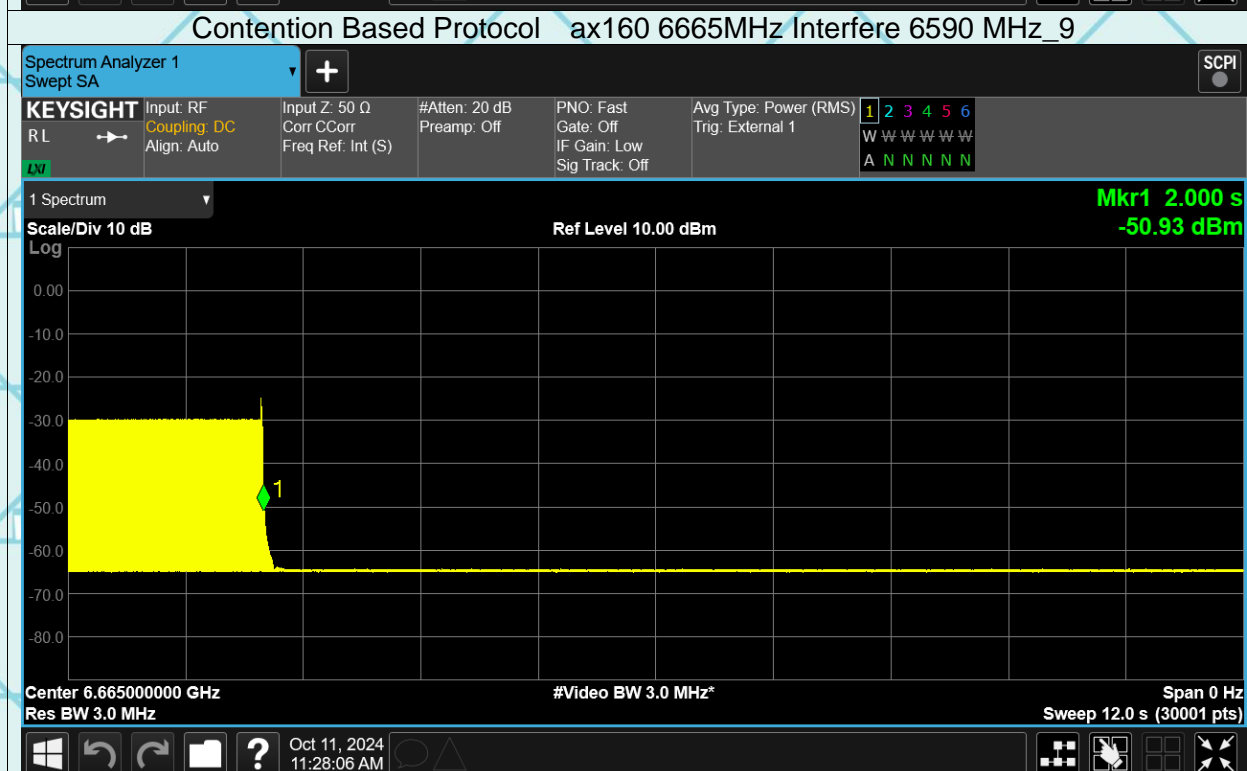 Contention Based Protocol ax160 6665MHz Interfere 6590 MHz_9
Spectrum Analyzer 1
Swept SA
▼
+
SCPI
KEYSIGHT
RL
LXI
Input: RF
Coupling: DC
Align: Auto
Input Z: 50 Ω
Corr CCorr
Freq Ref: Int (S)
#Atten: 20 dB
Preamp: Off
PNO: Fast
Gate: Off
IF Gain: Low
Sig Track: Off
Avg Type: Power (RMS)
Trig: External 1
1 2 3 4 5 6
W W W W W W
A N N N N N
1 Spectrum ▼
Mkr1 2.000 s
-50.93 dBm
Scale/Div 10 dB
Ref Level 10.00 dBm
Log
0.00
-10.0
-20.0
-30.0
-40.0
1
-50.0
-60.0
-70.0
-80.0
Center 6.665000000 GHz
#Video BW 3.0 MHz*
Span 0 Hz
Res BW 3.0 MHz
Sweep 12.0 s (30001 pts)
?
Oct 11, 2024
11:28:06 AM